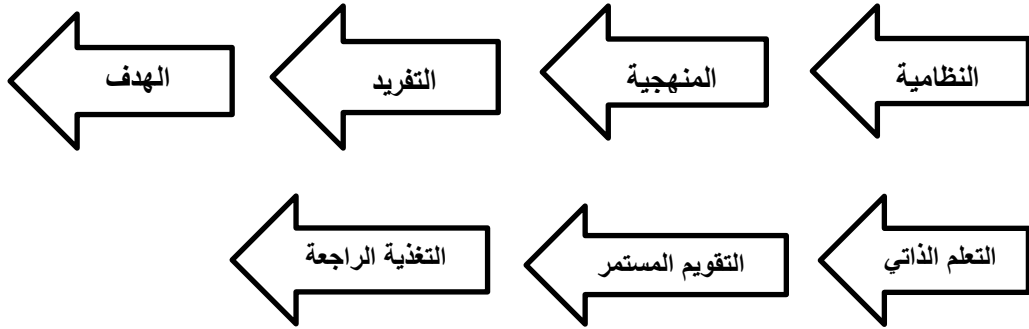 النظامية
المنهجية
التفريد
الهدف
التعلم الذاتي
التقويم المستمر
التغذية الراجعة